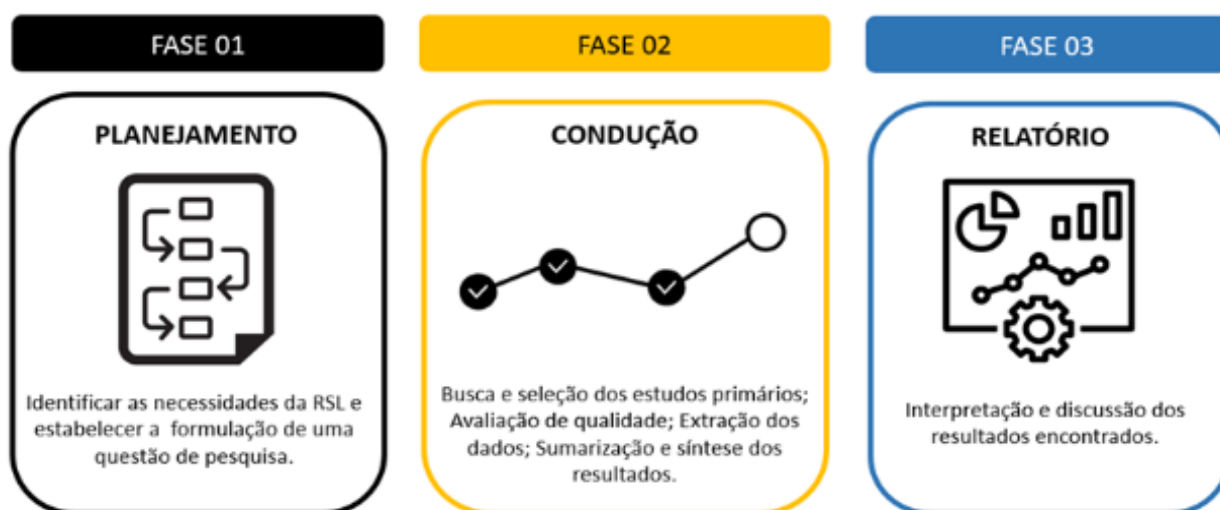 FASE 01
PLANEJAMENTO
Identificar as necessidades da RSL e
estabelecer a formulação de uma
questão de pesquisa.
FASE 02
CONDUÇÃO
Busca e seleção dos estudos primários;
Avaliação de qualidade; Extração dos
dados; Sumarização e síntese dos
resultados.
FASE 03
RELATÓRIO
Interpretação e discussão dos
resultados encontrados.